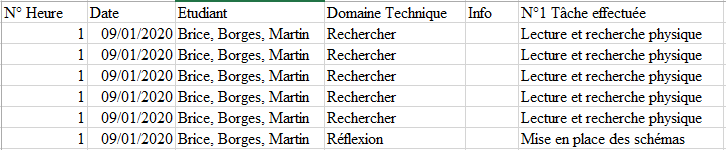 N° Heure Date Etudiant Domaine Technique Info N°1 Tâche effectuée
1 09/01/2020 Brice, Borges, Martin Rechercher Lecture et recherche physique
1 09/01/2020 Brice, Borges, Martin Rechercher Lecture et recherche physique
1 09/01/2020 Brice, Borges, Martin Rechercher Lecture et recherche physique
1 09/01/2020 Brice, Borges, Martin Rechercher Lecture et recherche physique
1 09/01/2020 Brice, Borges, Martin Rechercher Lecture et recherche physique
1 09/01/2020 Brice, Borges, Martin Réflexion Mise en place des schémas